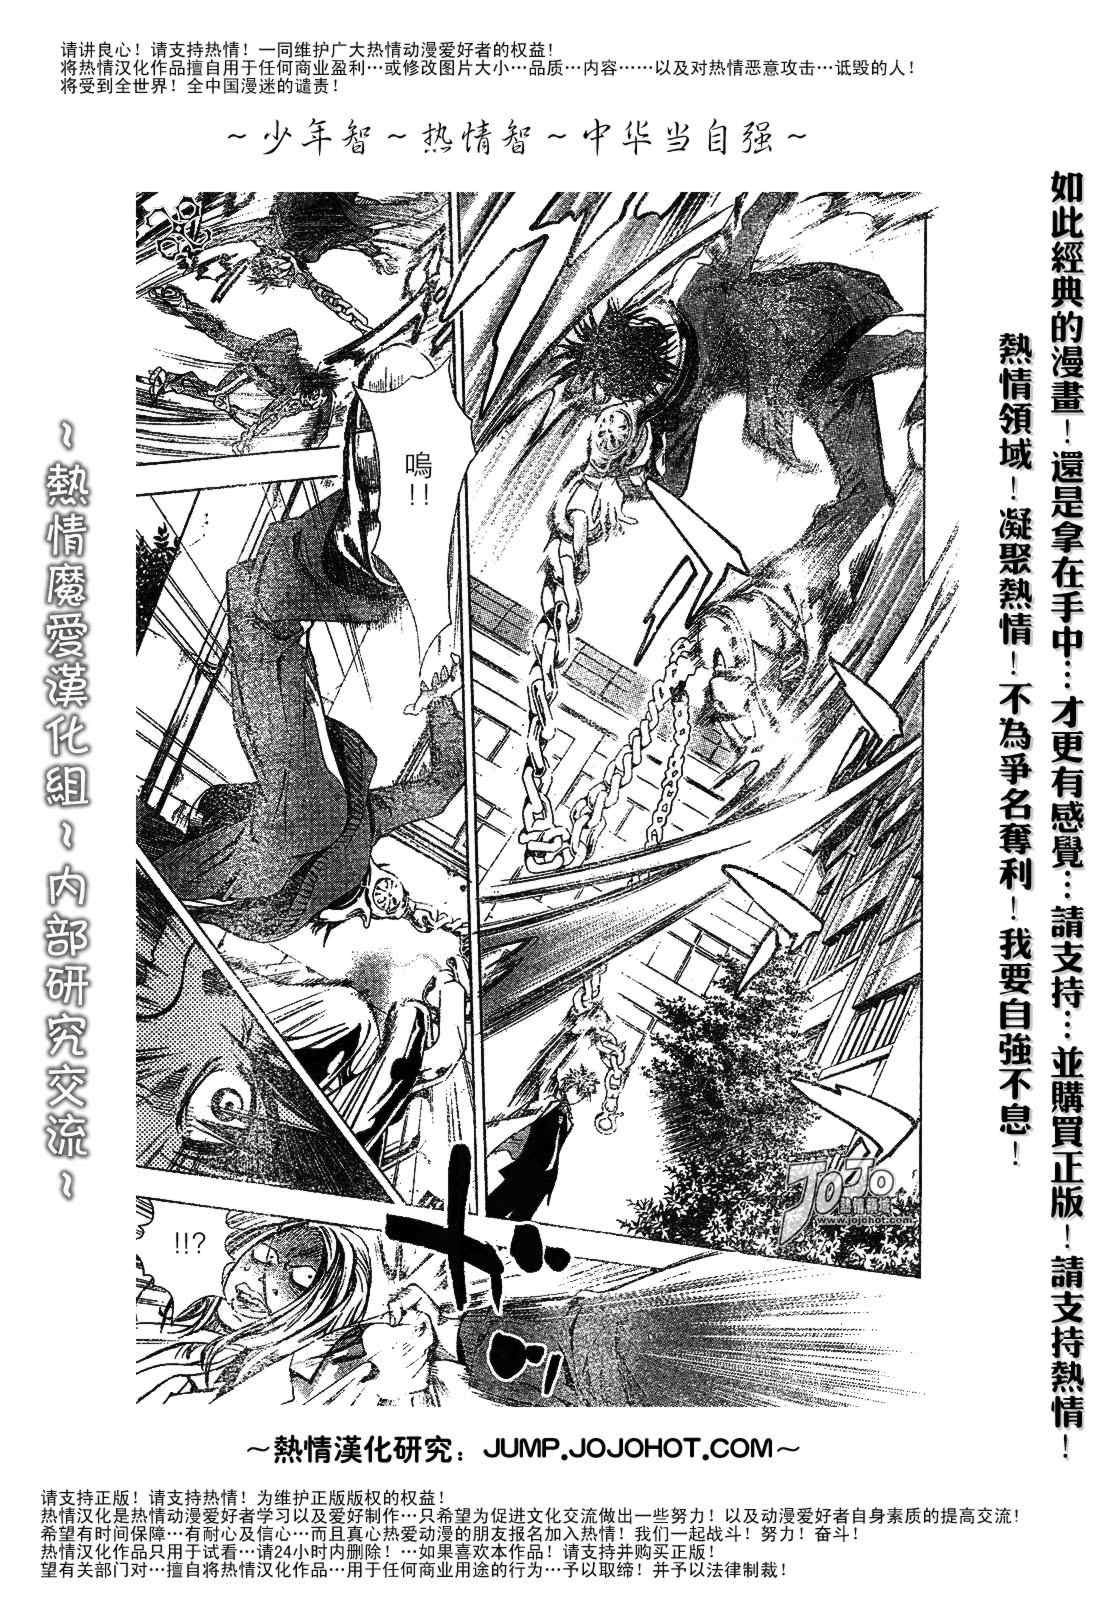 请讲良心！请支持热情！一同维护广大热情动漫爱好者的权益！
将热情汉化作品擅自用于任何商业盈利…或修改图片大小…品质…内容……以及对热情恶意攻击…诋毁的人！
将受到全世界！全中国漫迷的谴责！
～少年智～热情智～中华当自强～
如此經典的漫畫！還是拿在手中…才更有感覺…請支持…並購買正版！請支持熱情！
熱情領域！凝聚熱情！不為爭名奪利！我要自強不息！
嗚!!
～熱情魔愛漢化組～内部研究交流～
!!?
ガ
JOJO
www.jojohot.com
～熱情漢化研究：JUMP.JOJOHOT.COM～
请支持正版！请支持热情！为维护正版版权的权益！
热情汉化是热情动漫爱好者学习以及爱好制作…只希望为促进文化交流做出一些努力！以及动漫爱好者自身素质的提高交流！
希望有时间保障…有耐心及信心…而且真心热爱动漫的朋友报名加入热情！我们一起战斗！努力！奋斗！
热情汉化作品只用于试看…请24小时内删除！…如果喜欢本作品！请支持并购买正版！
望有关部门对…擅自将热情汉化作品…用于任何商业用途的行为…予以取缔！并予以法律制裁！